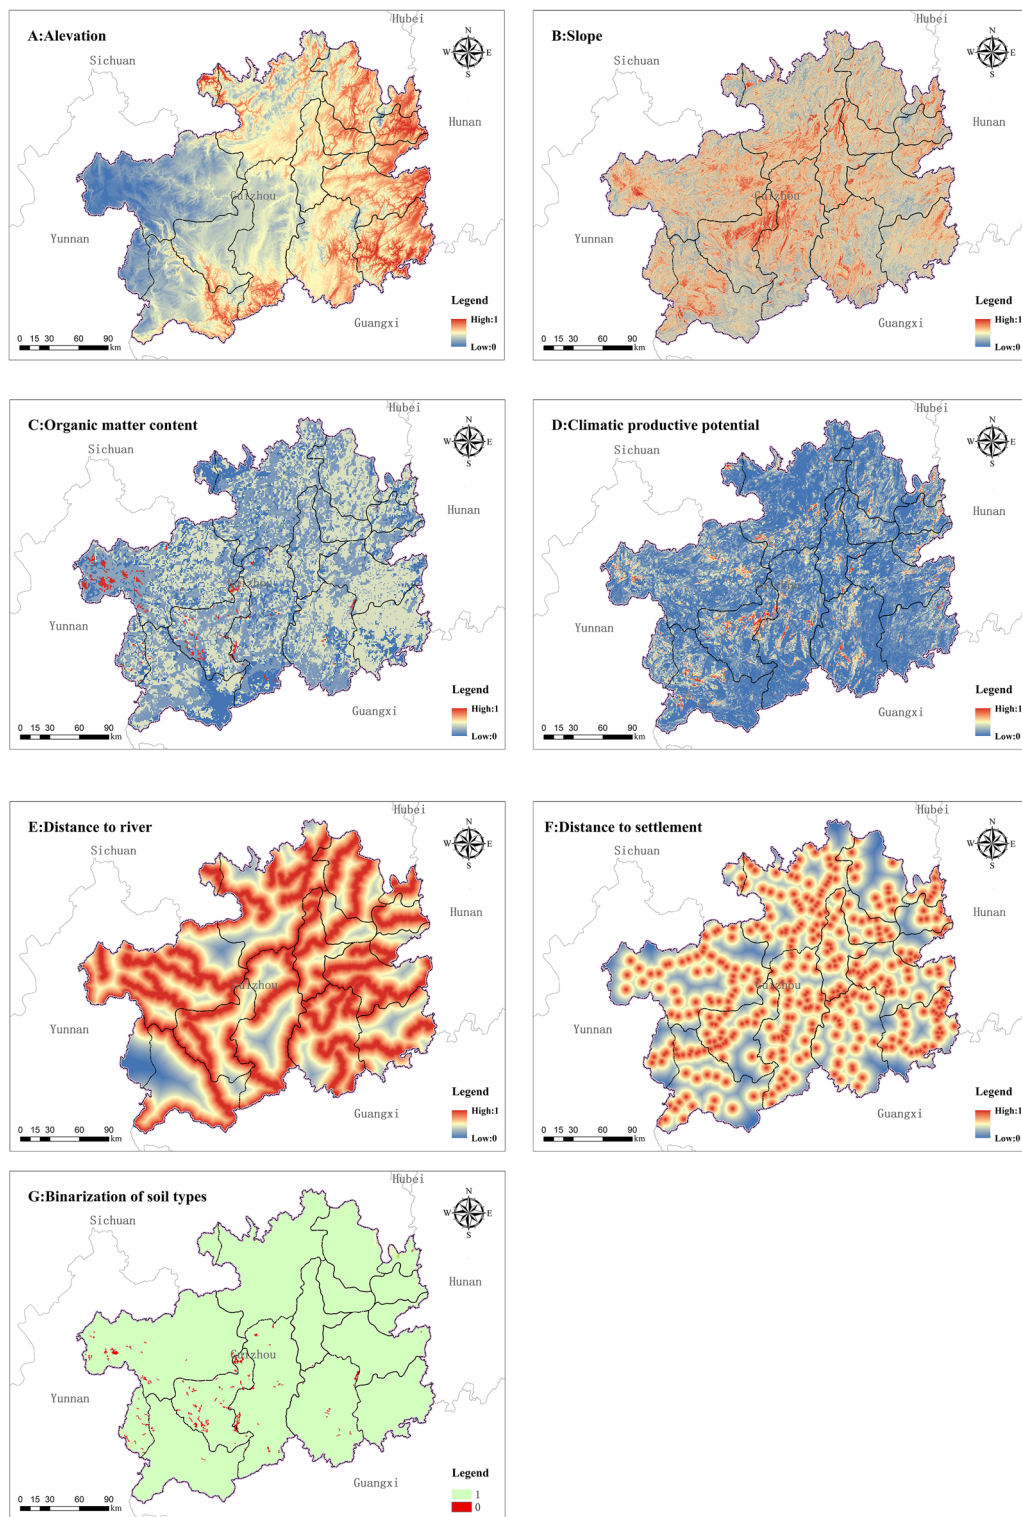 A:Alevation
Hubei
N
W E
S
Sichuan
Hunan
Guizhou
Yunnan
Guangxi
Legend
High:1
Low:0
0 15 30 60 90
km
B:Slope
Hubei
N
W E
S
Sichuan
Hunan
Guizhou
Yunnan
Guangxi
Legend
High:1
Low:0
0 15 30 60 90
km
C:Organic matter content
Hubei
N
W E
S
Sichuan
Hunan
Guizhou
Yunnan
Guangxi
Legend
High:1
Low:0
0 15 30 60 90
km
D:Climatic productive potential
Hubei
N
W E
S
Sichuan
Hunan
Guizhou
Yunnan
Guangxi
Legend
High:1
Low:0
0 15 30 60 90
km
E:Distance to river
Hubei
N
W E
S
Sichuan
Hunan
Guizhou
Yunnan
Guangxi
Legend
High:1
Low:0
0 15 30 60 90
km
F:Distance to settlement
Hubei
N
W E
S
Sichuan
Hunan
Guizhou
Yunnan
Guangxi
Legend
High:1
Low:0
0 15 30 60 90
km
G:Binarization of soil types
Hubei
N
W E
S
Sichuan
Hunan
Guizhou
Yunnan
Guangxi
Legend
1
0
0 15 30 60 90
km